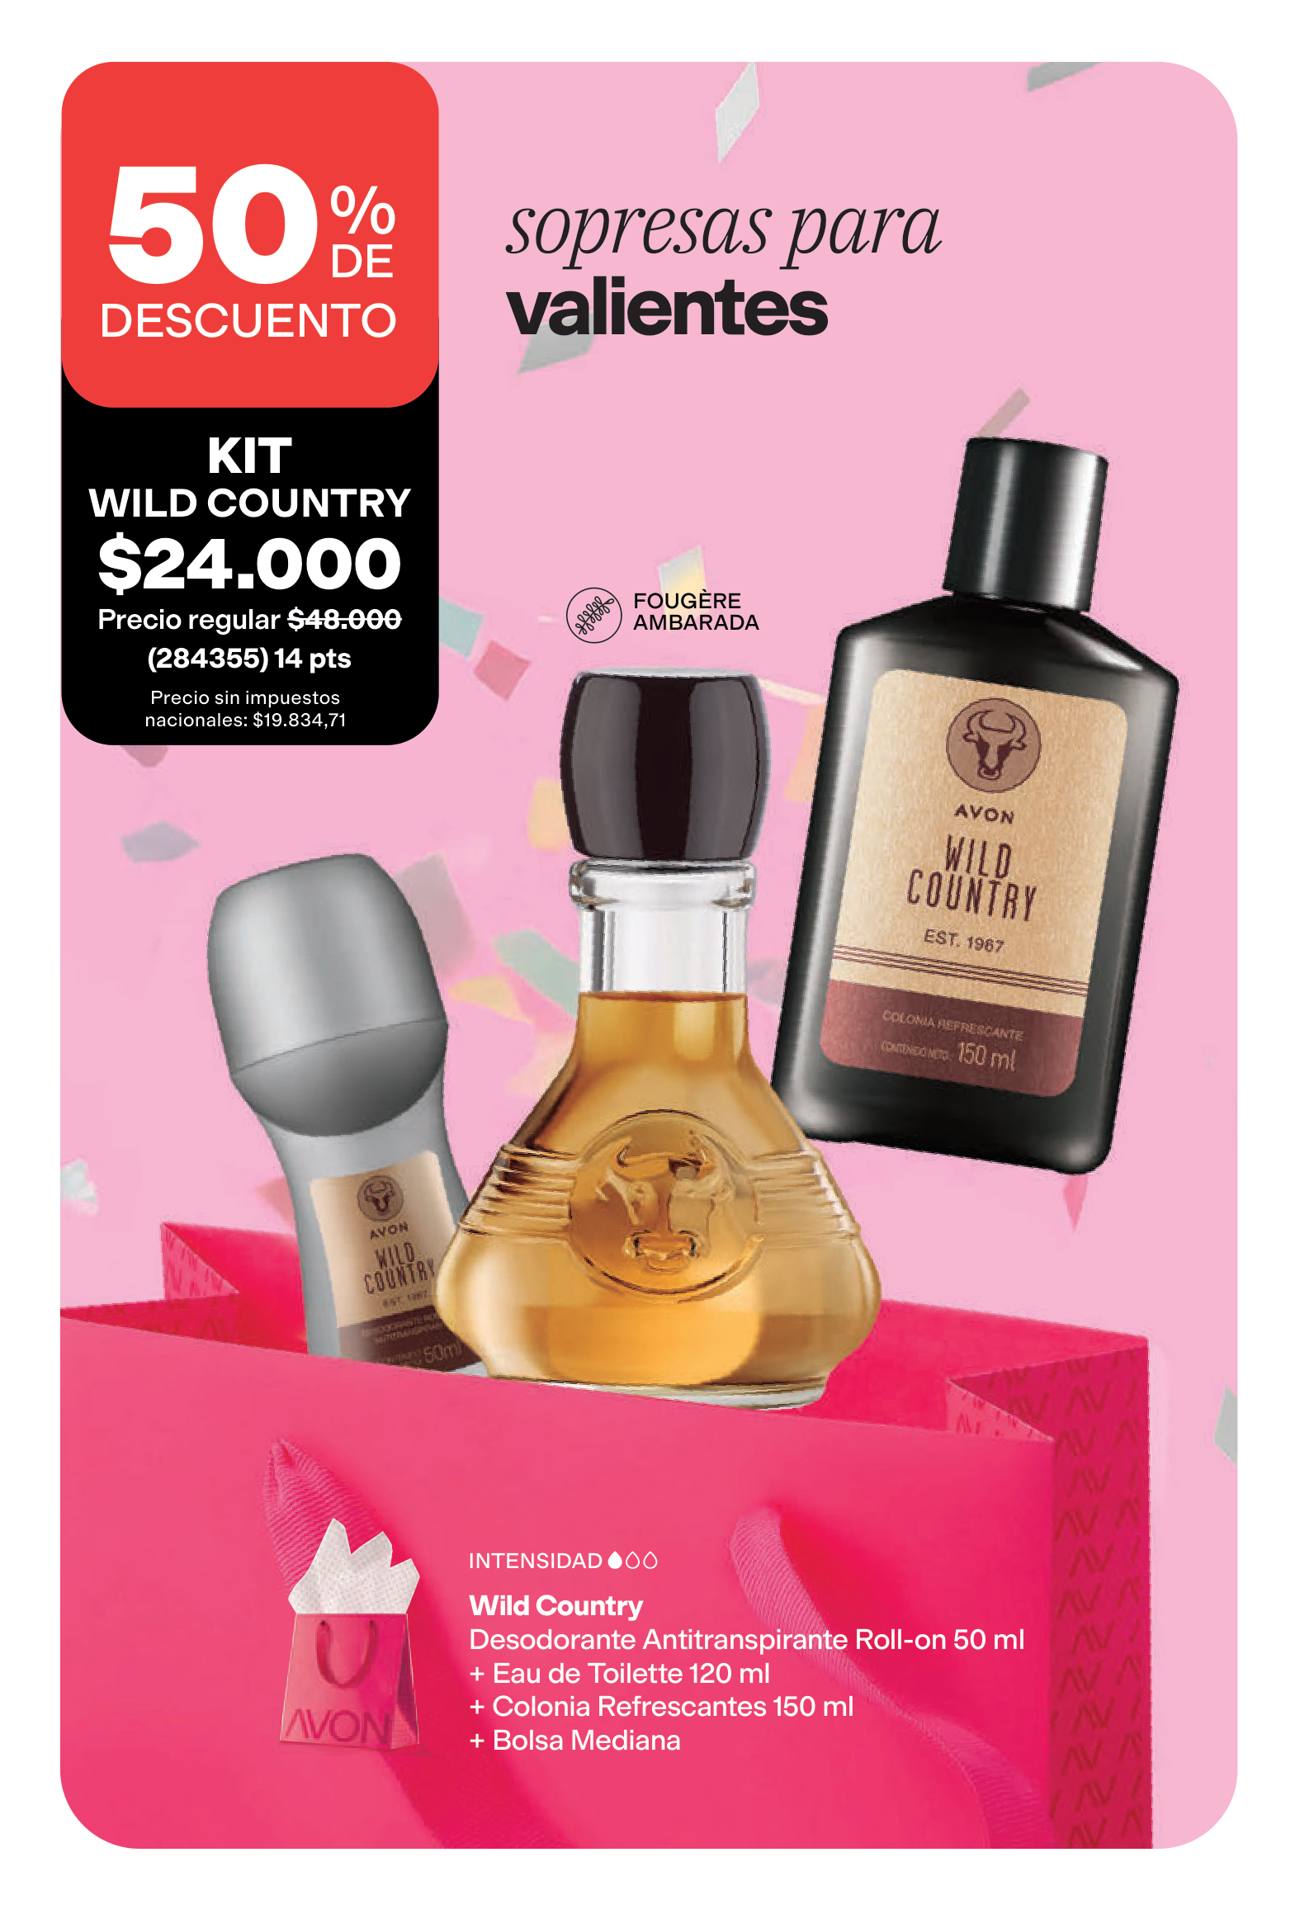 50%
DE
DESCUENTO
KIT
WILD COUNTRY
$24.000
Precio regular $48.000
(284355) 14 pts
Precio sin impuestos
nacionales: $19.834,71
sopresas para
valientes
FOUGÈRE
AMBARADA
AVON
WILD
COUNTRY
EST. 1967
COLONIA REFRESCANTE
CONTENIDO NETO: 150 ml
AVON
WILD
COUNTRY
EST. 1967
50ml
AVON
INTENSIDAD
Wild Country
Desodorante Antitranspirante Roll-on 50 ml
+ Eau de Toilette 120 ml
+ Colonia Refrescantes 150 ml
+ Bolsa Mediana